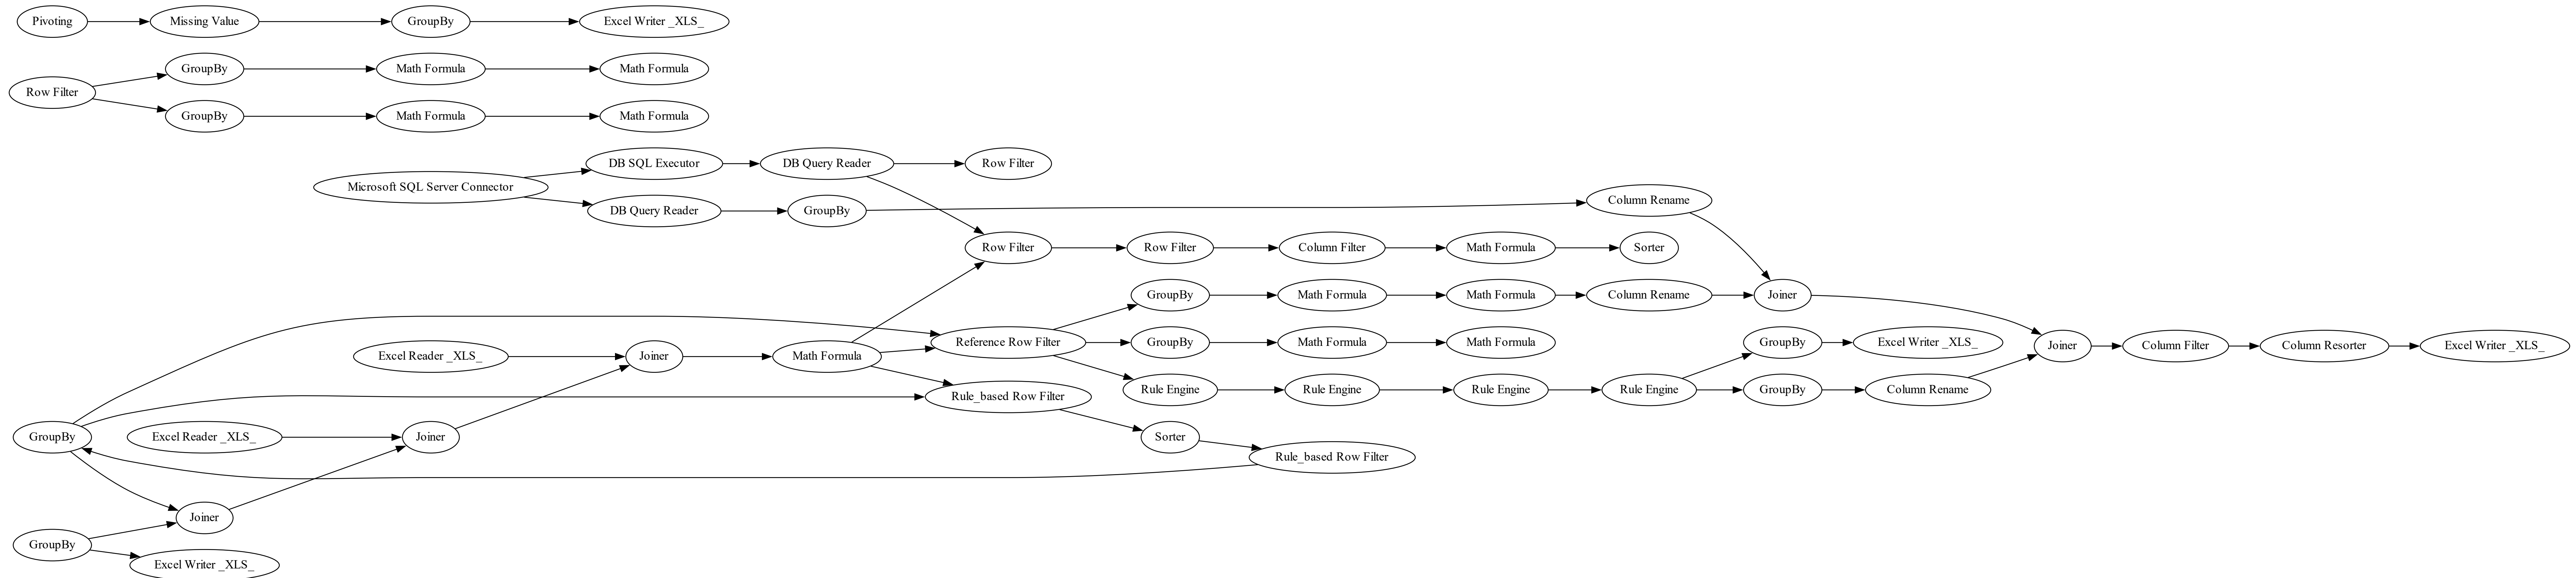 Pivoting
Missing Value
GroupBy
Excel Writer _XLS_
Row Filter
GroupBy
Math Formula
Math Formula
GroupBy
Math Formula
Math Formula
Microsoft SQL Server Connector
DB SQL Executor
DB Query Reader
Row Filter
DB Query Reader
GroupBy
Column Rename
Row Filter
Row Filter
Column Filter
Math Formula
Sorter
GroupBy
Math Formula
Math Formula
Column Rename
Joiner
Excel Reader _XLS_
Joiner
Math Formula
Reference Row Filter
GroupBy
Math Formula
Math Formula
GroupBy
Excel Writer _XLS_
Joiner
Column Filter
Column Resorter
Excel Writer _XLS_
Rule_based Row Filter
Rule Engine
Rule Engine
Rule Engine
Rule Engine
GroupBy
Column Rename
GroupBy
Excel Reader _XLS_
Joiner
Sorter
Rule_based Row Filter
Joiner
GroupBy
Excel Writer _XLS_